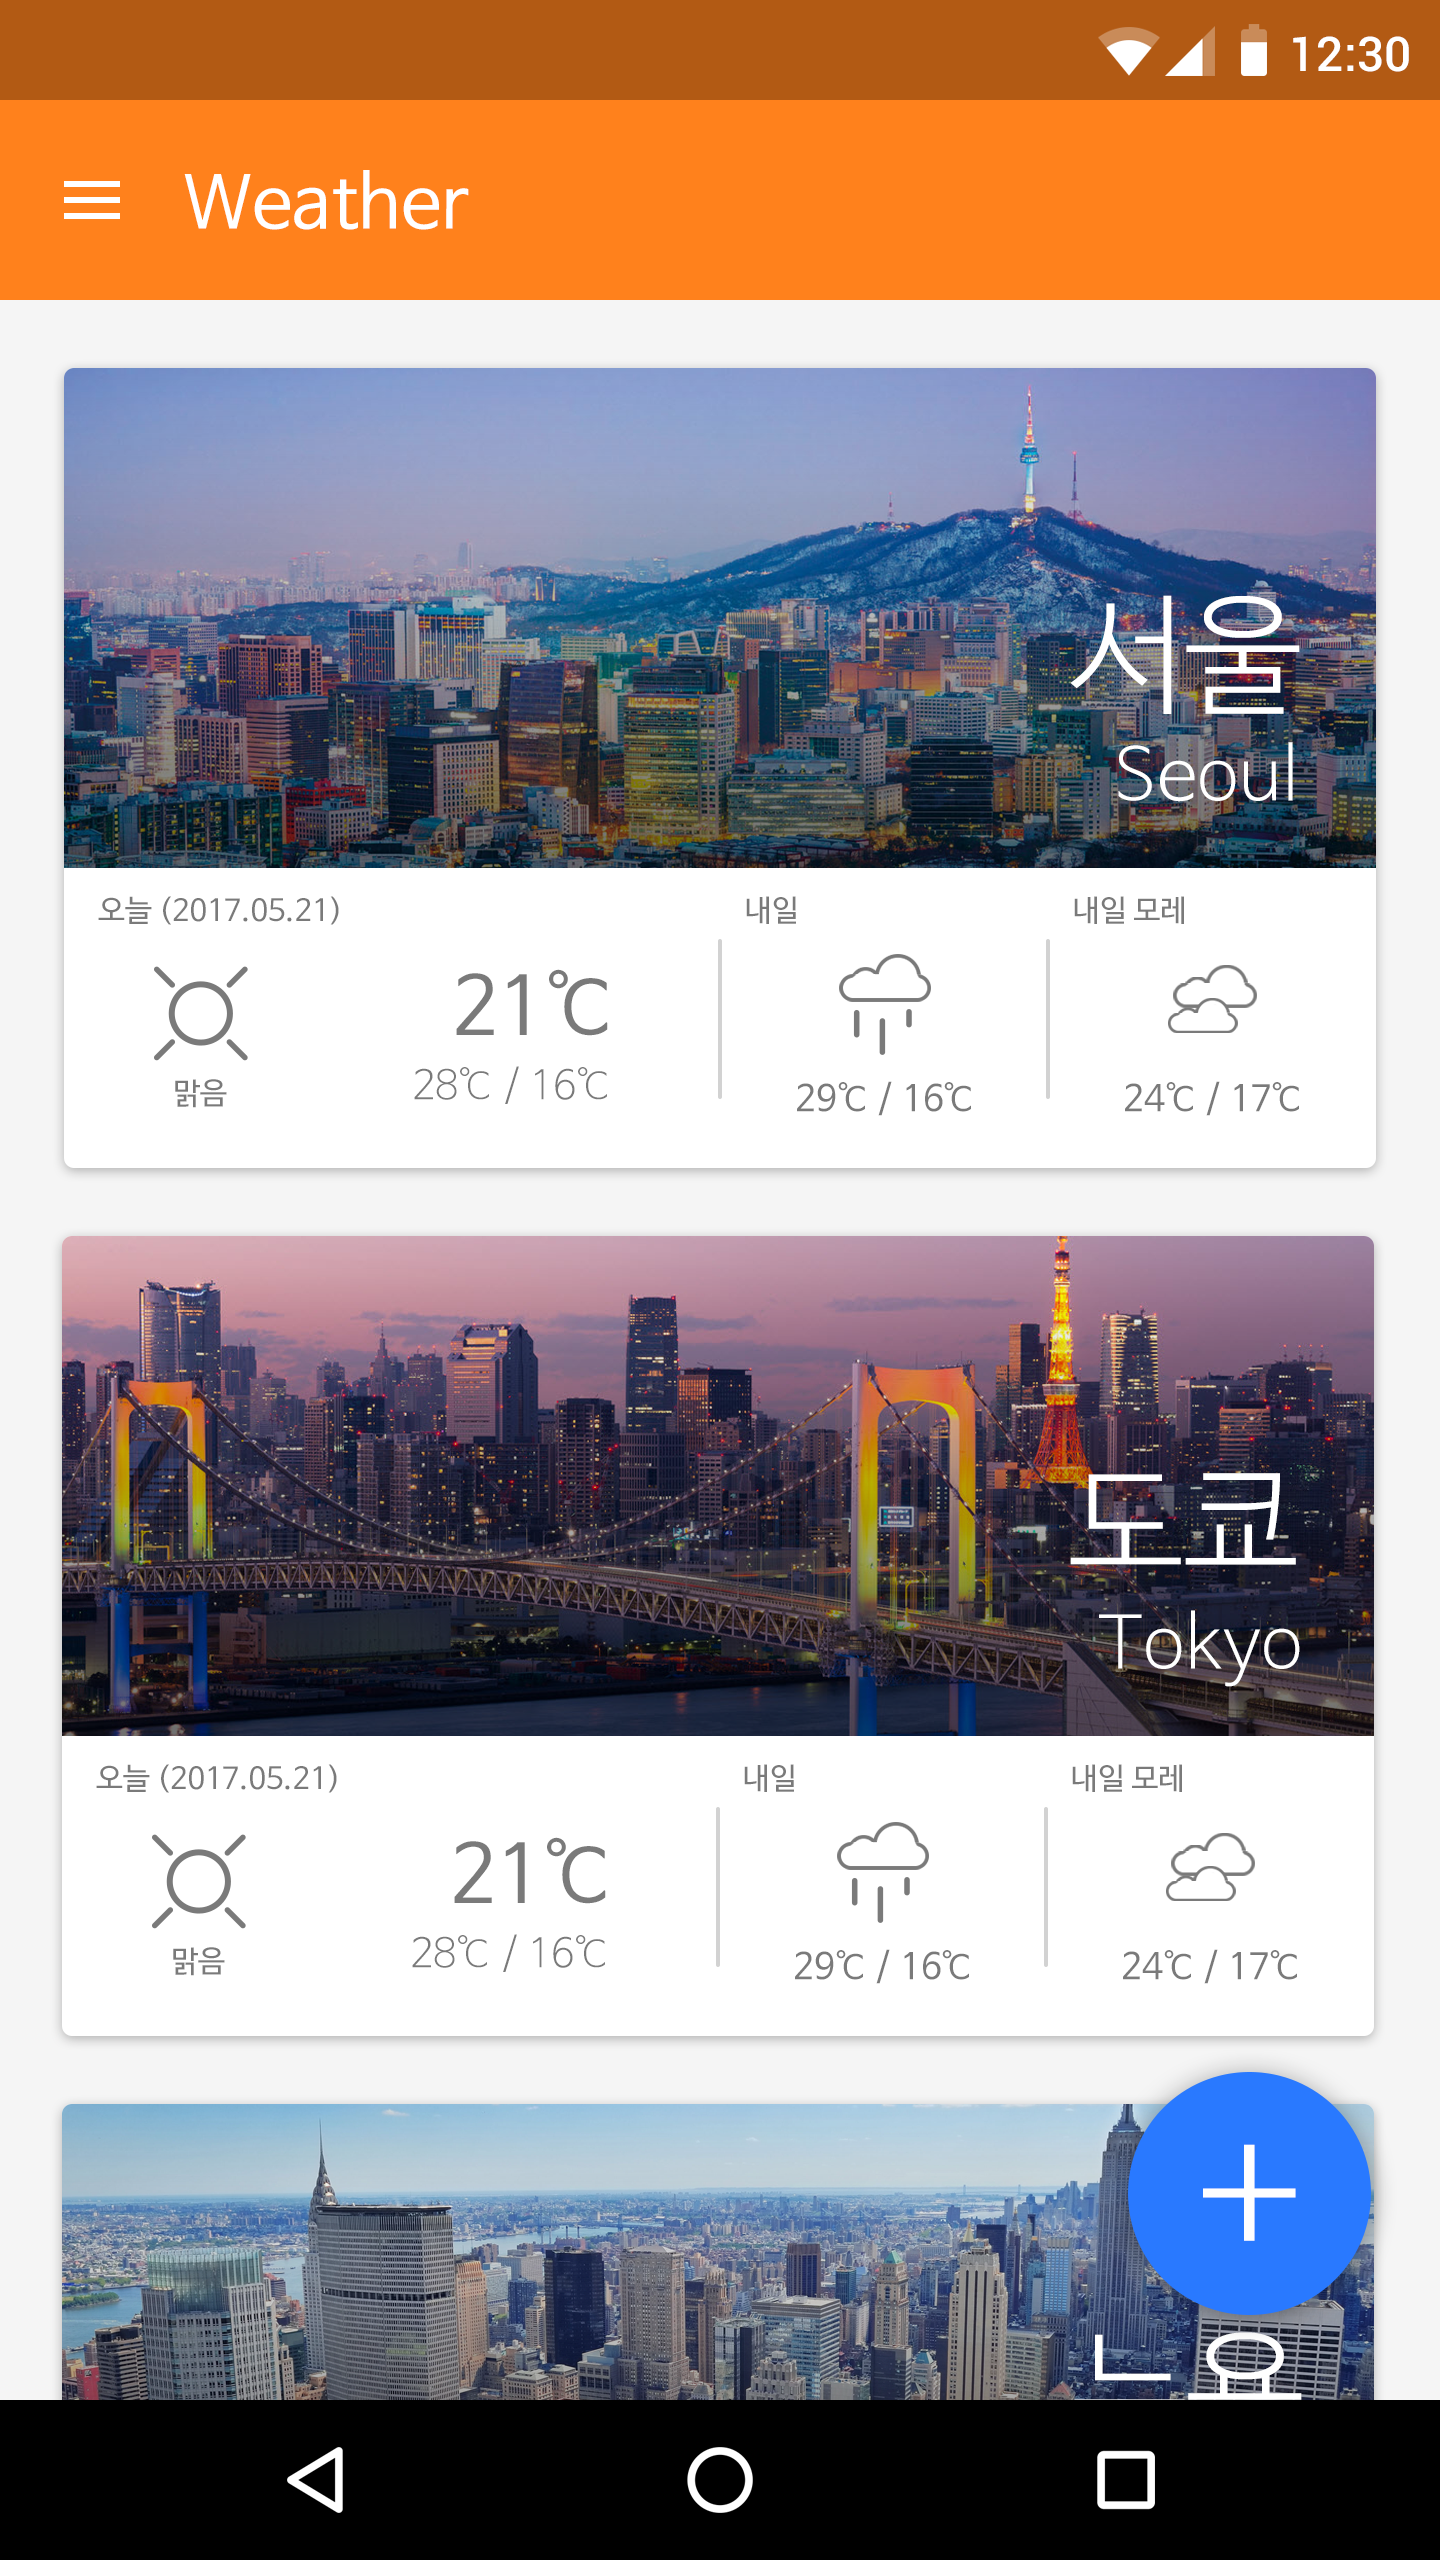 12:30
Weather
서울
Seoul
오늘 (2017.05.21)
내일
내일 모레
21℃
맑음
28℃ / 16℃
29℃ / 16℃
24℃ / 17℃
도쿄
Tokyo
오늘 (2017.05.21)
내일
내일 모레
21℃
맑음
28℃ / 16℃
29℃ / 16℃
24℃ / 17℃